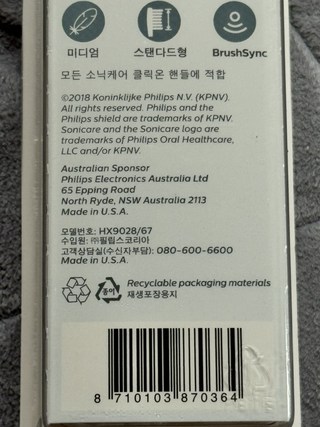 미디엄 스탠다드형 BrushSync
모든 소닉케어 클릭온 핸들에 적합
©2018 Koninklijke Philips N.V. (KPNV).
All rights reserved. Philips and the
Philips shield are trademarks of KPNV.
Sonicare and the Sonicare logo are
trademarks of Philips Oral Healthcare,
LLC and/or KPNV.
Australian Sponsor
Philips Electronics Australia Ltd
65 Epping Road
North Ryde, NSW Australia 2113
Made in U.S.A.
모델번호: HX9028/67
수입원: ㈜필립스코리아
고객상담실(수신자부담): 080-600-6600
Made in U.S.A.
종이
Recyclable packaging materials
재생포장용지
8 710103 870364